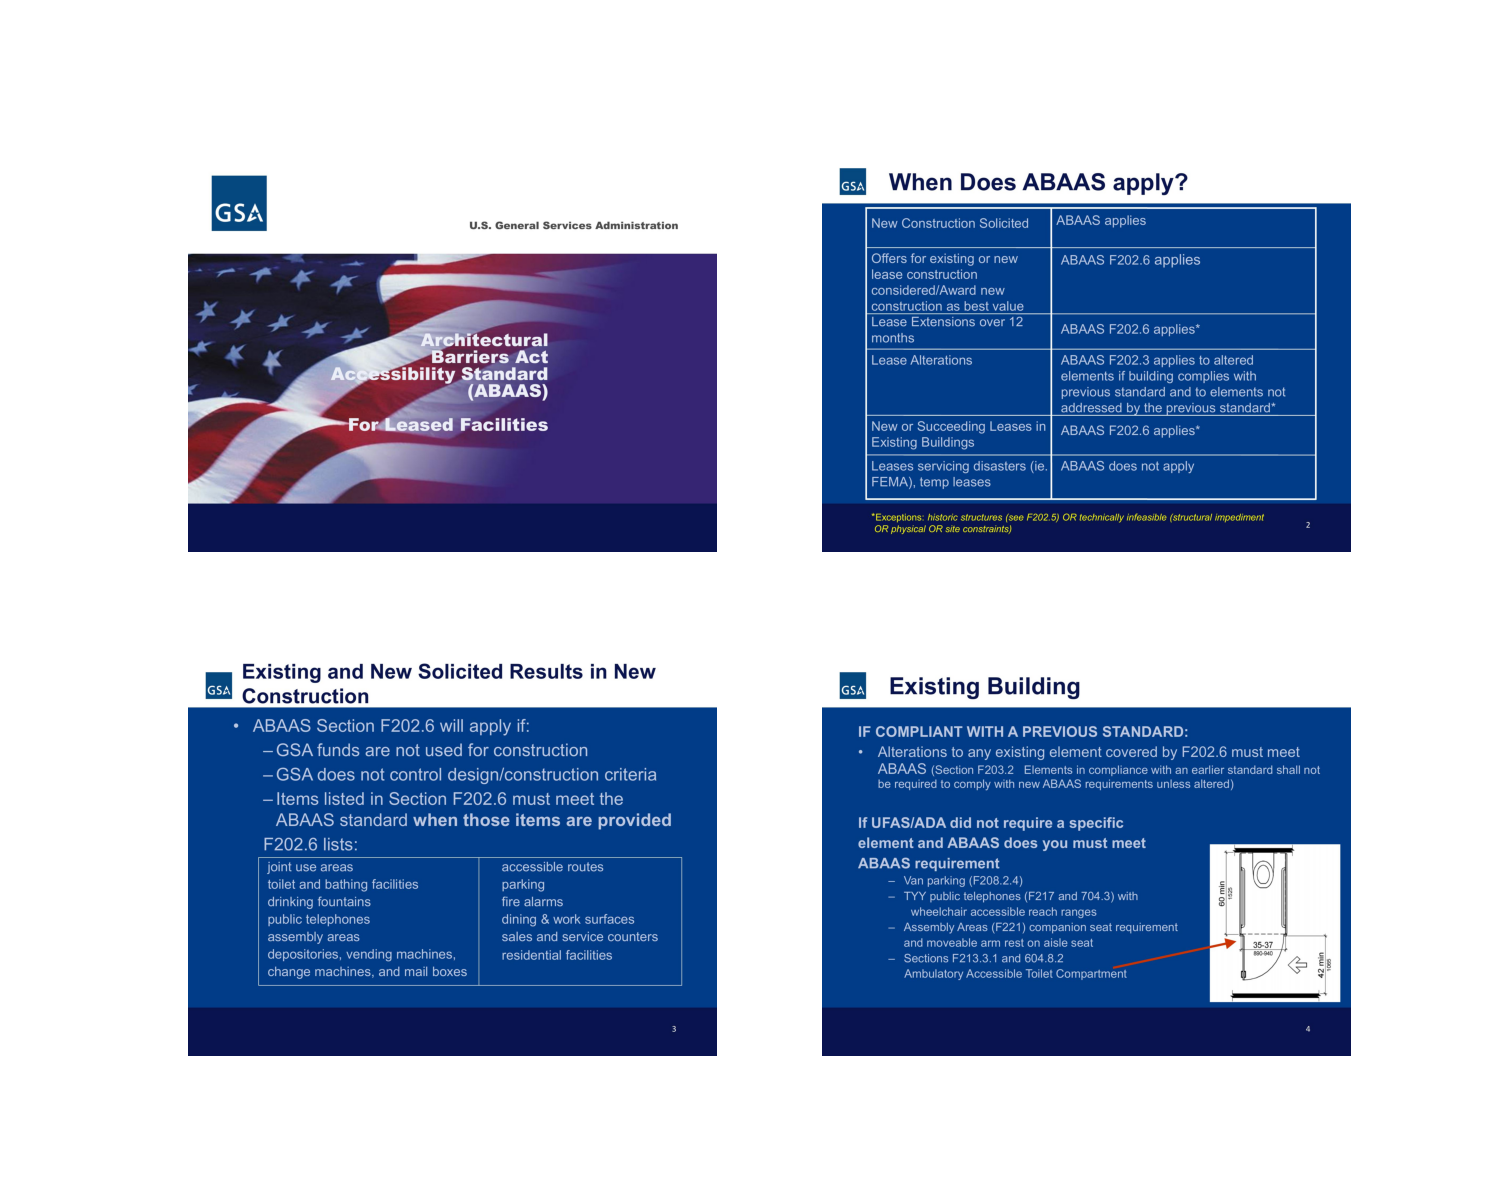 GSA
U.S. General Services Administration
Architectural
Barriers Act
Accessibility Standard
(ABAAS)
For Leased Facilities
GSA
When Does ABAAS apply?
New Construction Solicited
ABAAS applies
Offers for existing or new
lease construction
considered/Award new
construction as best value
ABAAS F202.6 applies
Lease Extensions over 12
months
ABAAS F202.6 applies*
Lease Alterations
ABAAS F202.3 applies to altered
elements if building complies with
previous standard and to elements not
addressed by the previous standard*
New or Succeeding Leases in
Existing Buildings
ABAAS F202.6 applies*
Leases servicing disasters (ie.
FEMA), temp leases
ABAAS does not apply
*Exceptions: historic structures (see F202.5) OR technically infeasible (structural impediment
OR physical OR site constraints)
2
GSA
Existing and New Solicited Results in New
Construction
• ABAAS Section F202.6 will apply if:
– GSA funds are not used for construction
– GSA does not control design/construction criteria
– Items listed in Section F202.6 must meet the
ABAAS standard when those items are provided
F202.6 lists:
joint use areas
toilet and bathing facilities
drinking fountains
public telephones
assembly areas
depositories, vending machines,
change machines, and mail boxes
accessible routes
parking
fire alarms
dining & work surfaces
sales and service counters
residential facilities
3
GSA
Existing Building
IF COMPLIANT WITH A PREVIOUS STANDARD:
• Alterations to any existing element covered by F202.6 must meet
ABAAS (Section F203.2 Elements in compliance with an earlier standard shall not
be required to comply with new ABAAS requirements unless altered)
If UFAS/ADA did not require a specific
element and ABAAS does you must meet
ABAAS requirement
– Van parking (F208.2.4)
– TYY public telephones (F217 and 704.3) with
wheelchair accessible reach ranges
– Assembly Areas (F221) companion seat requirement
and moveable arm rest on aisle seat
– Sections F213.3.1 and 604.8.2
Ambulatory Accessible Toilet Compartment
60 min
1525
35-37
890-940
42 min
1065
4